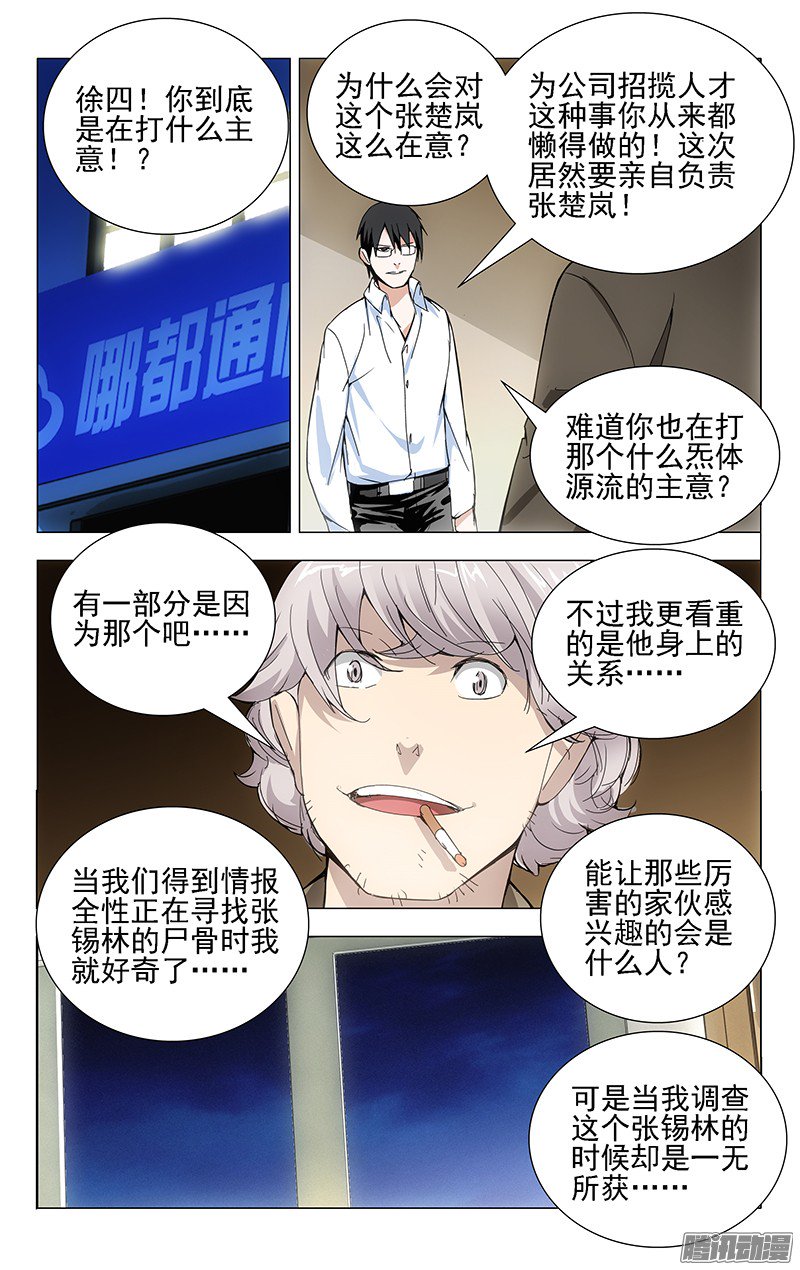 徐四！你到底
是在打什么主
意！？
哪都通
为什么会对
这个张楚岚
这么在意？
为公司招揽人才
这种事你从来都
懒得做的！这次
居然要亲自负责
张楚岚！
难道你也在打
那个什么炁体
源流的主意？
有一部分是因
为那个吧……
不过我更看重
的是他身上的
关系……
当我们得到情报
全性正在寻找张
锡林的尸骨时我
就好奇了……
能让那些厉
害的家伙感
兴趣的会是
什么人？
可是当我调查
这个张锡林的
时候却是一无
所获……
腾讯动漫